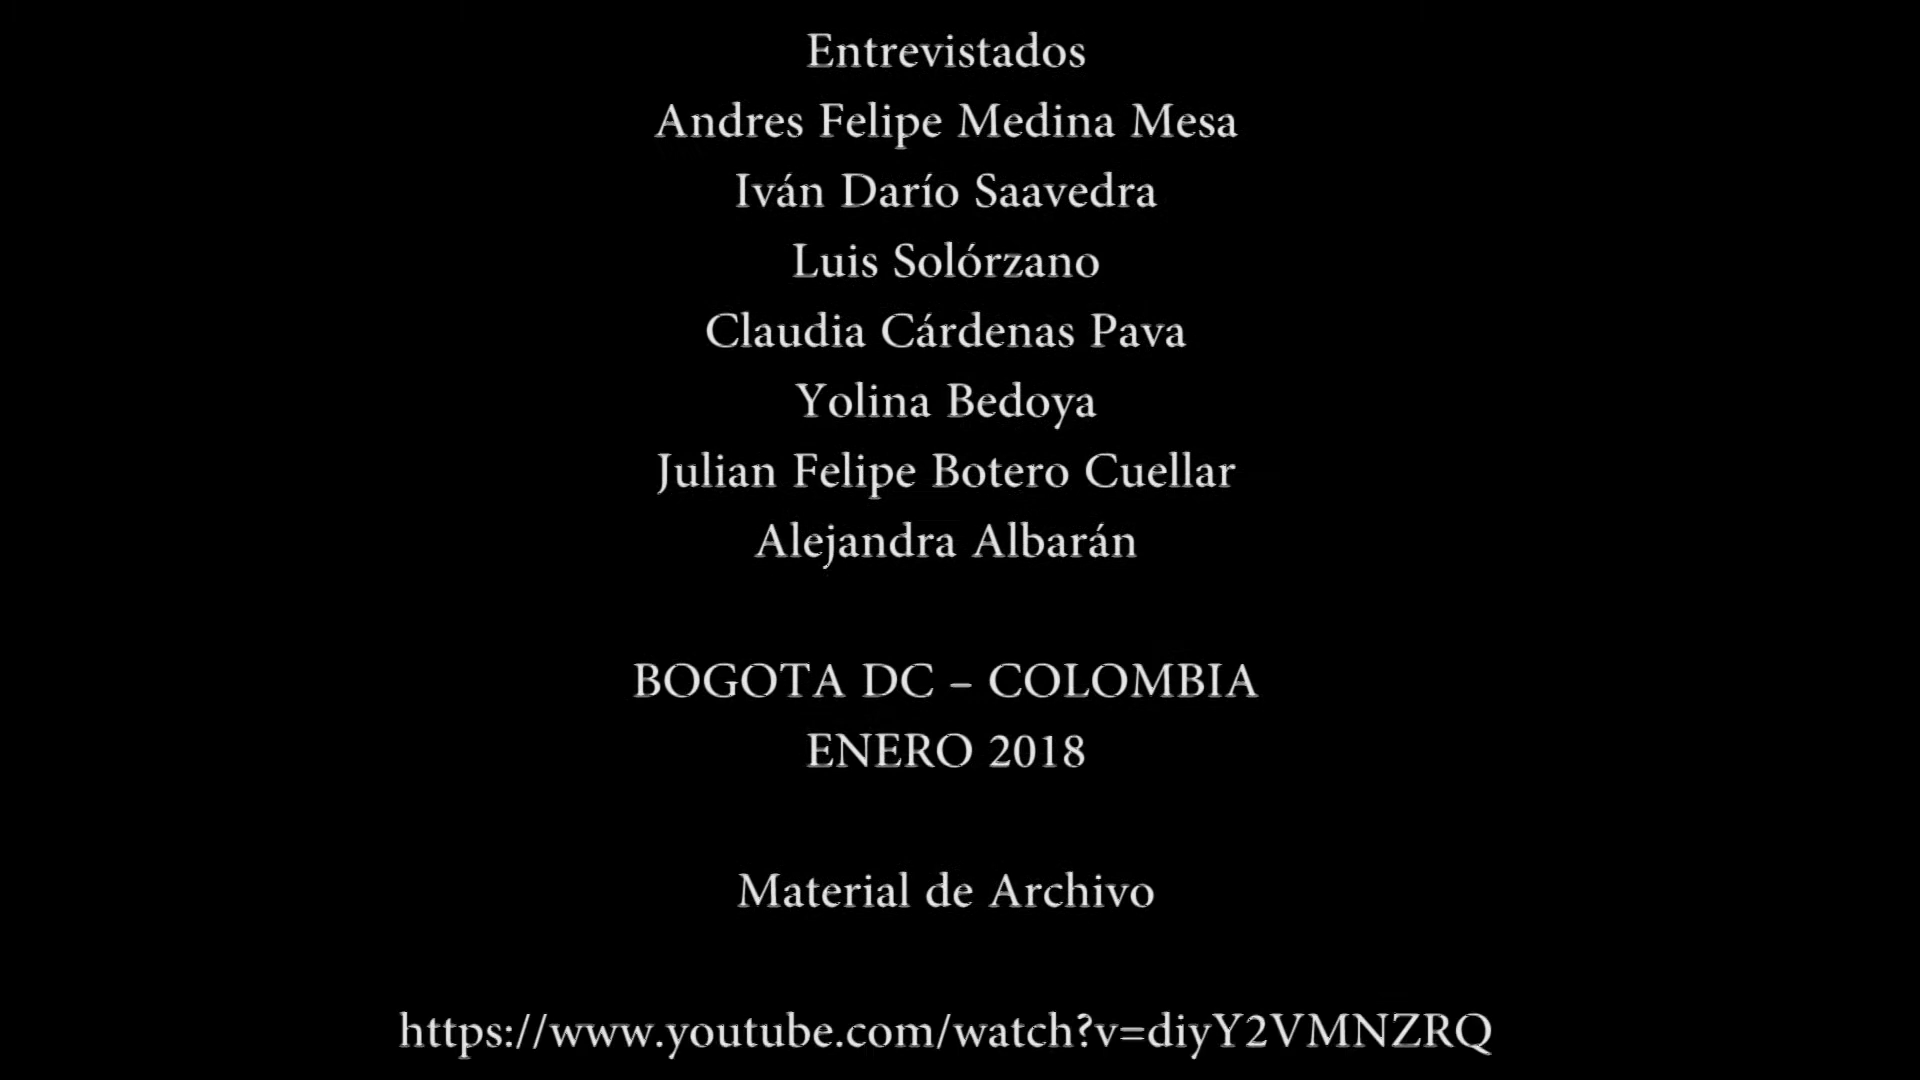 Entrevistados
Andres Felipe Medina Mesa
Iván Darío Saavedra
Luis Solórzano
Claudia Cárdenas Pava
Yolina Bedoya
Julian Felipe Botero Cuellar
Alejandra Albarán
BOGOTA DC – COLOMBIA
ENERO 2018
Material de Archivo
https://www.youtube.com/watch?v=diyY2VMNZRQ